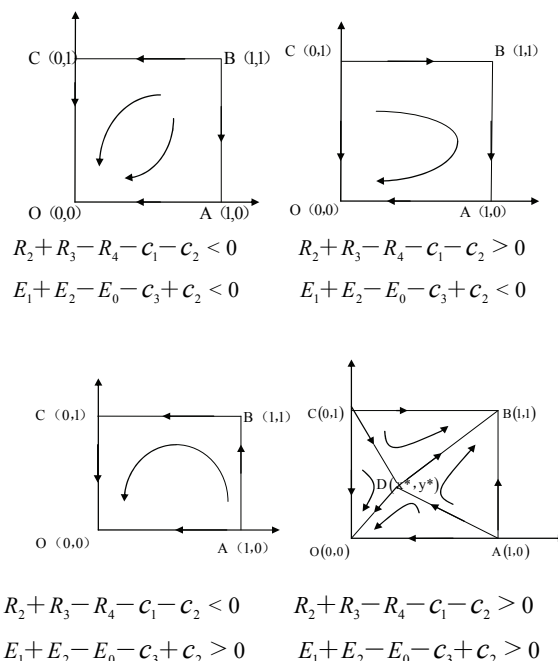 C (0,1) B (1,1)
O (0,0) A (1,0)
R₂+R₃−R₄−c₁−c₂<0
E₁+E₂−E₀−c₃+c₂<0
C (0,1) B (1,1)
O (0,0) A (1,0)
R₂+R₃−R₄−c₁−c₂>0
E₁+E₂−E₀−c₃+c₂<0
C (0,1) B (1,1)
O (0,0) A (1,0)
R₂+R₃−R₄−c₁−c₂<0
E₁+E₂−E₀−c₃+c₂>0
C(0,1) B(1,1)
D(x*,y*)
O(0,0) A(1,0)
R₂+R₃−R₄−c₁−c₂>0
E₁+E₂−E₀−c₃+c₂>0